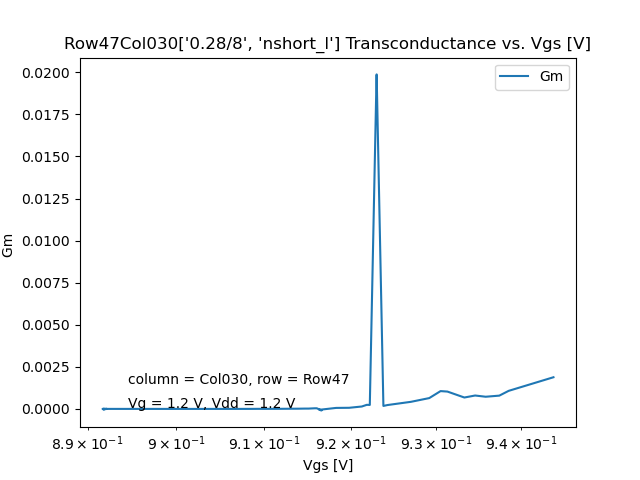 Row47Col030['0.28/8', 'nshort_l'] Transconductance vs. Vgs [V]
Gm
0.0200
0.0175
0.0150
0.0125
0.0100
0.0075
0.0050
0.0025
0.0000
Gm
column = Col030, row = Row47
Vg = 1.2 V, Vdd = 1.2 V
8.9 × 10⁻¹ 9 × 10⁻¹ 9.1 × 10⁻¹ 9.2 × 10⁻¹ 9.3 × 10⁻¹ 9.4 × 10⁻¹
Vgs [V]